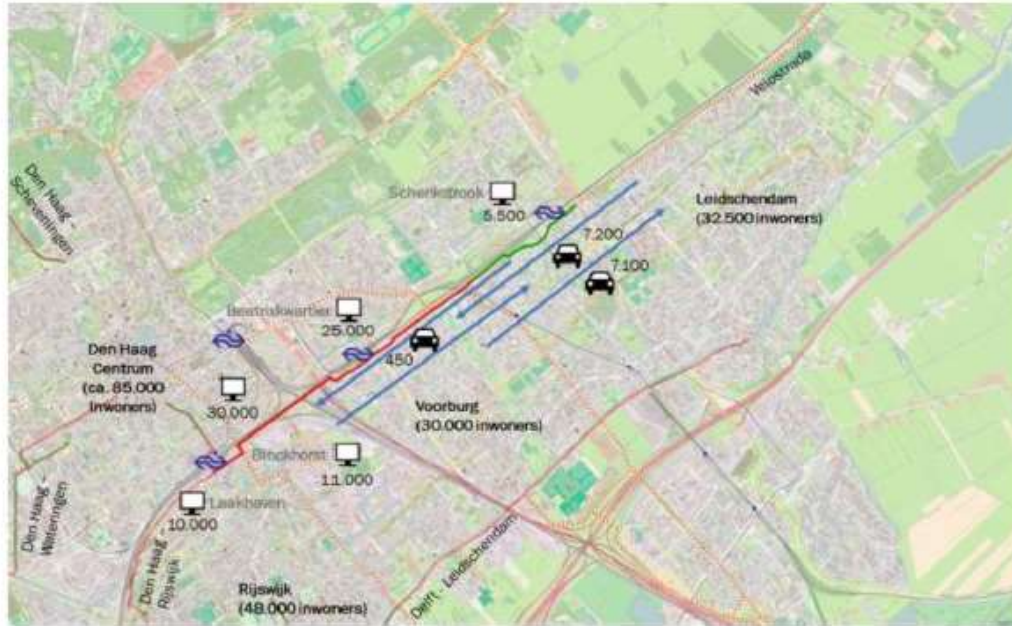 Velostrada
Den Haag -
Scheveningen
Schenkbroek
5.500
Leidschendam
(32.500 inwoners)
7.200
7.100
Beatrixkwartier
25.000
450
Den Haag
Centrum
(ca. 85.000
inwoners)
30.000
Voorburg
(30.000 inwoners)
Binckhorst
11.000
Laakhaven
10.000
Den Haag -
Wateringen
Den Haag
Rijswijk
Rijswijk
(48.000 inwoners)
Delft - Leidschendam